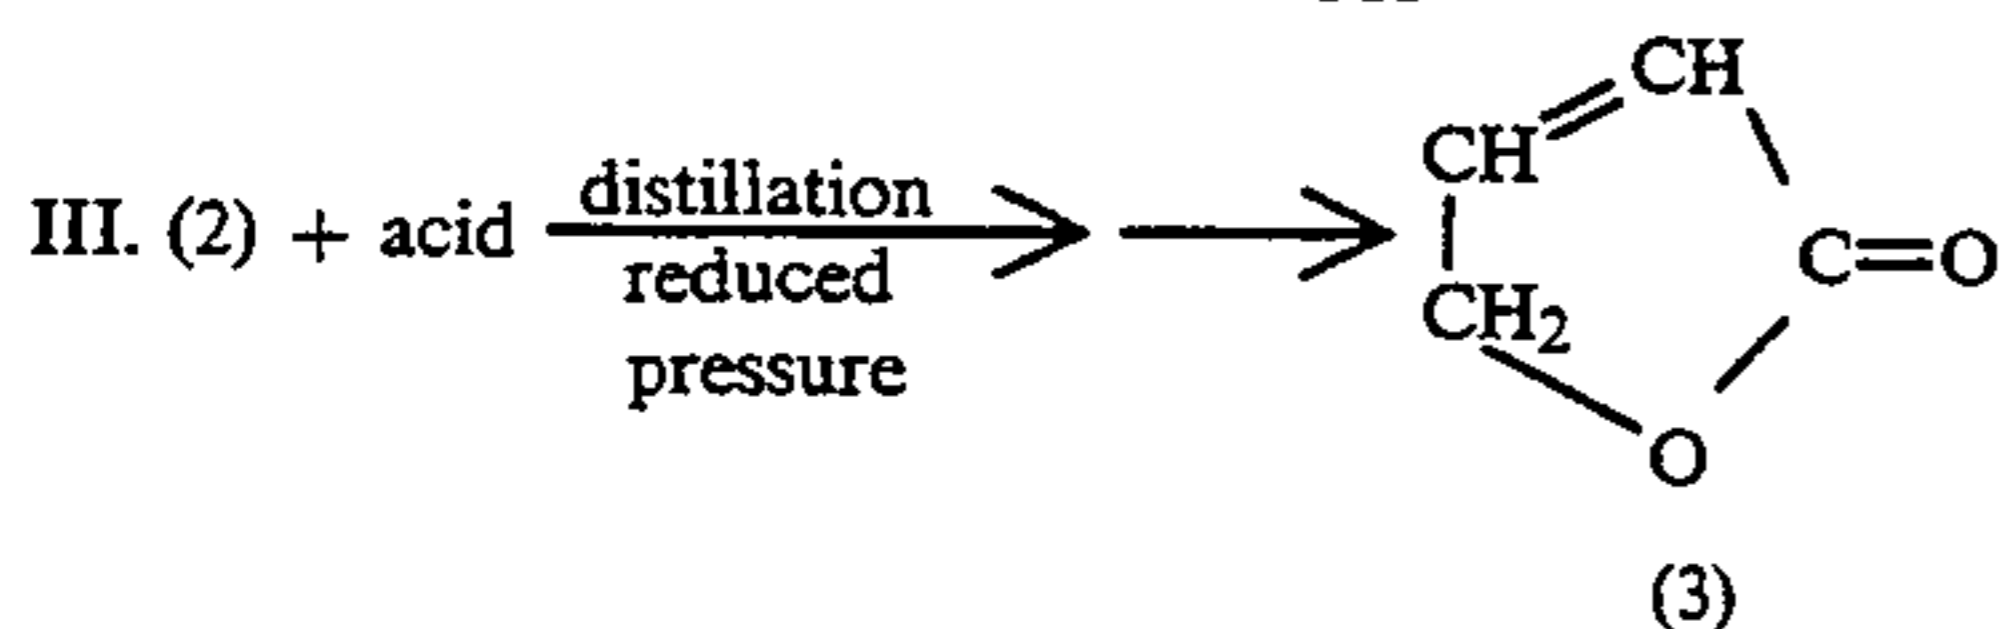 CH
CH
III. (2) + acid distillation
C=O
reduced
CH₂
pressure
O
(3)